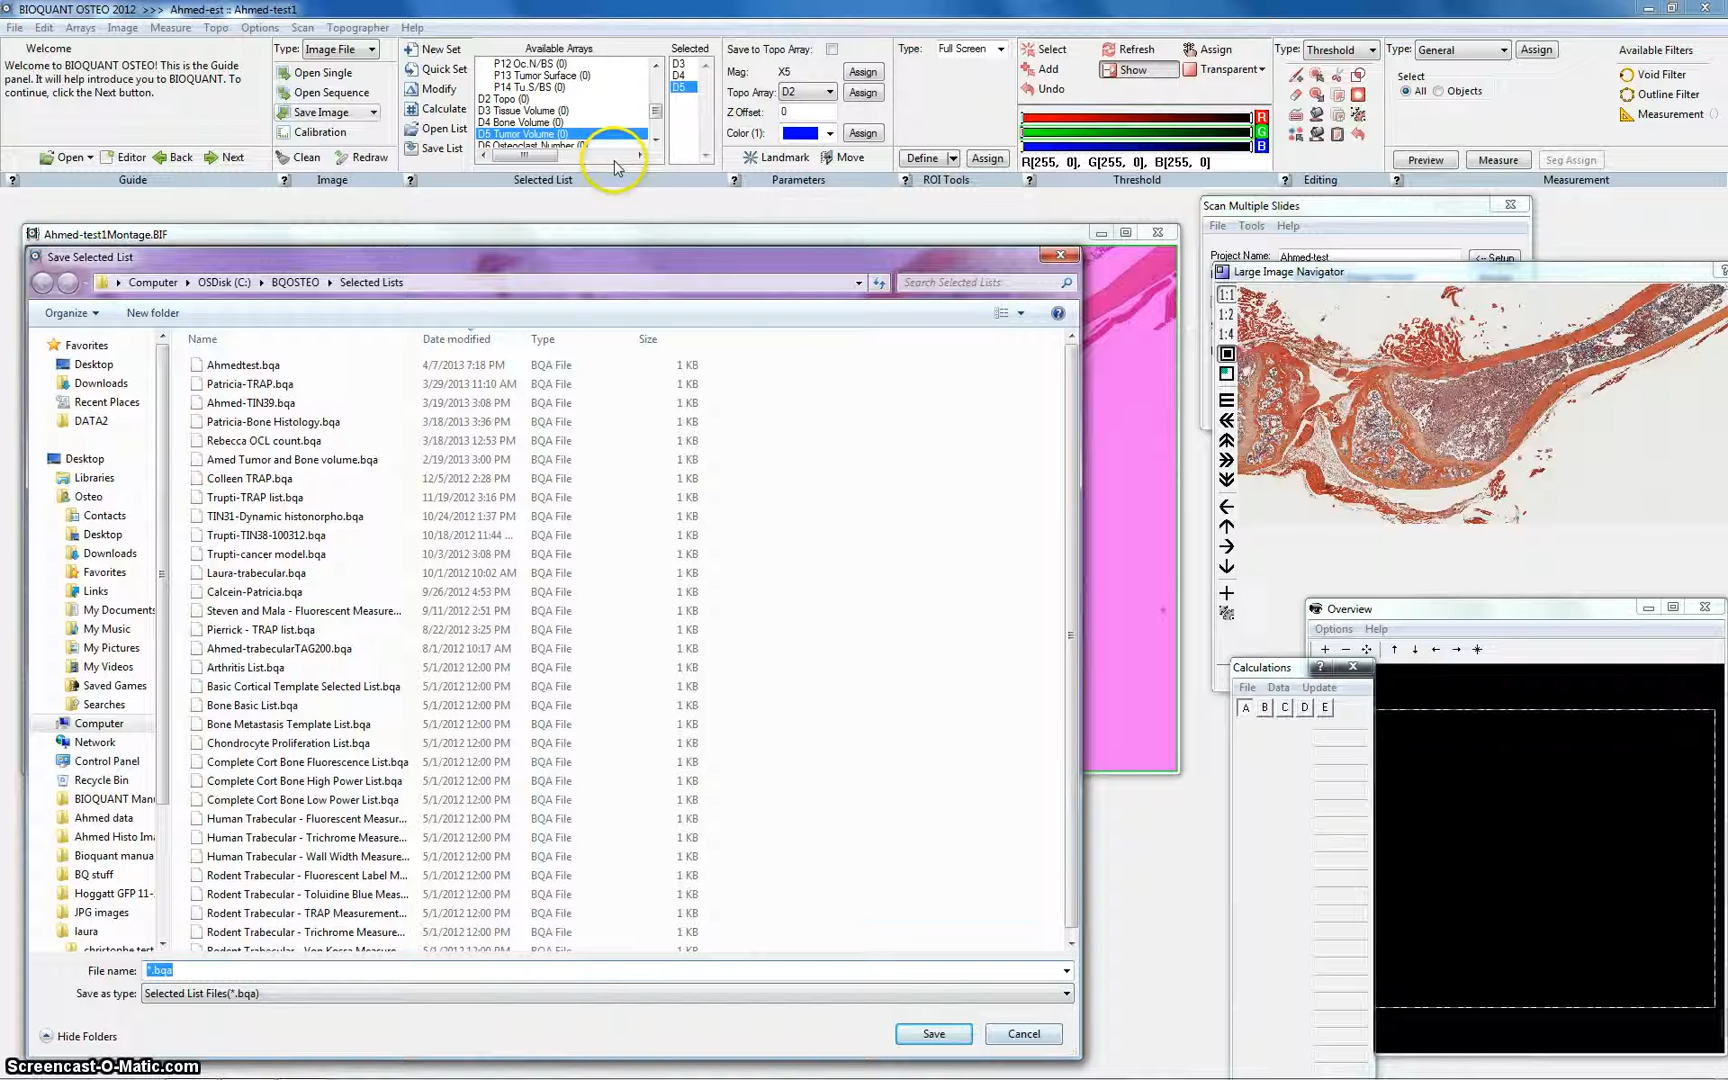 BIOQUANT OSTEO 2012 >>> Ahmed-est :: Ahmed-test1
File Edit Arrays Image Measure Topo Options Scan Topographer Help
Welcome
Welcome to BIOQUANT OSTEO! This is the Guide
panel. It will help introduce you to BIOQUANT. To
continue, click the Next button.
Open Editor Back Next
? Guide
Type: Image File
Open Single
Open Sequence
Save Image
Calibration
Clean Redraw
? Image
New Set
Quick Set
Modify
Calculate
Open List
Save List
Available Arrays
P12 Oc.N/BS (0)
P13 Tumor Surface (0)
P14 Tu.S/BS (0)
D2 Topo (0)
D3 Tissue Volume (0)
D4 Bone Volume (0)
D5 Tumor Volume (0)
D6 Osteoclast Number (0)
Selected
D3
D4
D5
? Selected List
Save to Topo Array:
Mag: X5 Assign
Topo Array: D2 Assign
Z Offset: 0
Color (1): Assign
Landmark Move
? Parameters
Type: Full Screen
Define Assign
? ROI Tools
Select Refresh Assign
Add Show Transparent
Undo
R
G
B
R[255, 0], G[255, 0], B[255, 0]
? Threshold
Type: Threshold
? Editing
Type: General Assign
Select
All Objects
Preview Measure Seg Assign
Available Filters
Void Filter
Outline Filter
Measurement ()
? Measurement
Ahmed-test1Montage.BIF
Save Selected List
Computer OSDisk (C:) BQOSTEO Selected Lists
Search Selected Lists
Organize New folder
Favorites
Desktop
Downloads
Recent Places
DATA2
Desktop
Libraries
Osteo
Contacts
Desktop
Downloads
Favorites
Links
My Documents
My Music
My Pictures
My Videos
Saved Games
Searches
Computer
Network
Control Panel
Recycle Bin
BIOQUANT Manu
Ahmed data
Ahmed Histo Ima
Bioquant manua
BQ stuff
Hoggatt GFP 11-
JPG images
laura
christophe test
Name Date modified Type Size
Ahmedtest.bqa 4/7/2013 7:18 PM BQA File 1 KB
Patricia-TRAP.bqa 3/29/2013 11:10 AM BQA File 1 KB
Ahmed-TIN39.bqa 3/19/2013 3:08 PM BQA File 1 KB
Patricia-Bone Histology.bqa 3/18/2013 3:36 PM BQA File 1 KB
Rebecca OCL count.bqa 3/18/2013 12:53 PM BQA File 1 KB
Amed Tumor and Bone volume.bqa 2/19/2013 3:00 PM BQA File 1 KB
Colleen TRAP.bqa 12/5/2012 2:28 PM BQA File 1 KB
Trupti-TRAP list.bqa 11/19/2012 3:16 PM BQA File 1 KB
TIN31-Dynamic histonorpho.bqa 10/24/2012 1:37 PM BQA File 1 KB
Trupti-TIN38-100312.bqa 10/18/2012 11:44 ... BQA File 1 KB
Trupti-cancer model.bqa 10/3/2012 3:08 PM BQA File 1 KB
Laura-trabecular.bqa 10/1/2012 10:02 AM BQA File 1 KB
Calcein-Patricia.bqa 9/26/2012 4:53 PM BQA File 1 KB
Steven and Mala - Fluorescent Measure... 9/11/2012 2:51 PM BQA File 1 KB
Pierrick - TRAP list.bqa 8/22/2012 3:25 PM BQA File 1 KB
Ahmed-trabecularTAG200.bqa 8/1/2012 10:17 AM BQA File 1 KB
Arthritis List.bqa 5/1/2012 12:00 PM BQA File 1 KB
Basic Cortical Template Selected List.bqa 5/1/2012 12:00 PM BQA File 1 KB
Bone Basic List.bqa 5/1/2012 12:00 PM BQA File 1 KB
Bone Metastasis Template List.bqa 5/1/2012 12:00 PM BQA File 1 KB
Chondrocyte Proliferation List.bqa 5/1/2012 12:00 PM BQA File 1 KB
Complete Cort Bone Fluorescence List.bqa 5/1/2012 12:00 PM BQA File 1 KB
Complete Cort Bone High Power List.bqa 5/1/2012 12:00 PM BQA File 1 KB
Complete Cort Bone Low Power List.bqa 5/1/2012 12:00 PM BQA File 1 KB
Human Trabecular - Fluorescent Measure... 5/1/2012 12:00 PM BQA File 1 KB
Human Trabecular - Trichrome Measure... 5/1/2012 12:00 PM BQA File 1 KB
Human Trabecular - Wall Width Measure... 5/1/2012 12:00 PM BQA File 1 KB
Rodent Trabecular - Fluorescent Label M... 5/1/2012 12:00 PM BQA File 1 KB
Rodent Trabecular - Toluidine Blue Meas... 5/1/2012 12:00 PM BQA File 1 KB
Rodent Trabecular - TRAP Measurement... 5/1/2012 12:00 PM BQA File 1 KB
Rodent Trabecular - Trichrome Measure... 5/1/2012 12:00 PM BQA File 1 KB
Rodent Trabecular - Von Kossa Measure... 5/1/2012 12:00 PM BQA File 1 KB
File name: *.bqa
Save as type: Selected List Files(*.bqa)
Hide Folders Save Cancel
Scan Multiple Slides
File Tools Help
Project Name: Ahmed-test <-- Setup
Large Image Navigator
1:1
1:2
1:4
Overview
Options Help
Calculations
File Data Update
A B C D E
Screencast-O-Matic.com